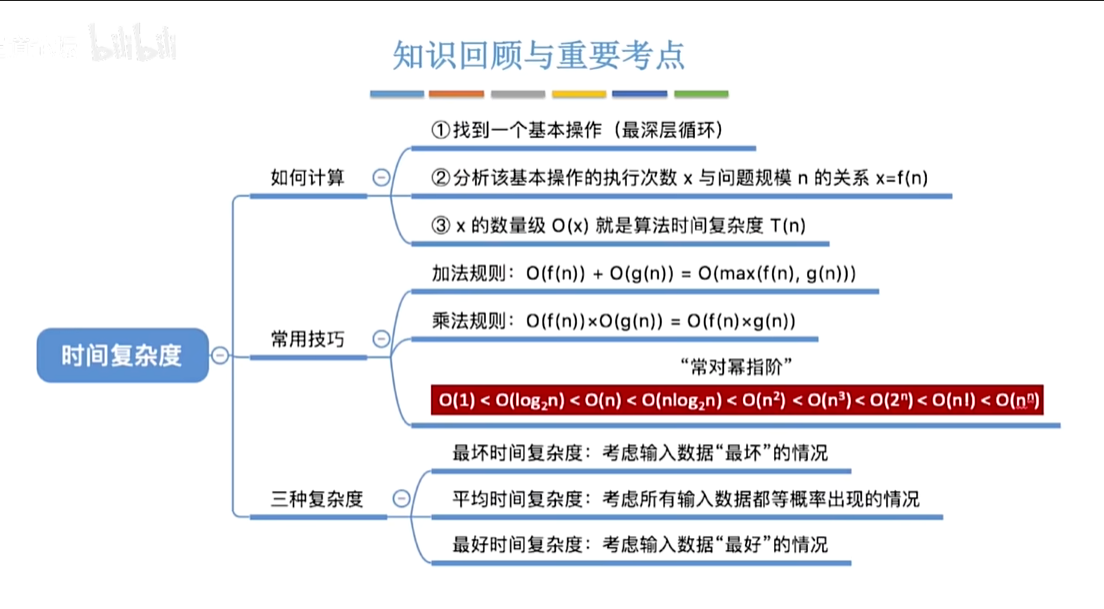 bilibili
知识回顾与重要考点
时间复杂度
如何计算
①找到一个基本操作（最深层循环）
②分析该基本操作的执行次数 x 与问题规模 n 的关系 x=f(n)
③ x 的数量级 O(x) 就是算法时间复杂度 T(n)
常用技巧
加法规则：O(f(n)) + O(g(n)) = O(max(f(n), g(n)))
乘法规则：O(f(n))×O(g(n)) = O(f(n)×g(n))
“常对幂指阶”
O(1) < O(log₂n) < O(n) < O(nlog₂n) < O(n²) < O(n³) < O(2ⁿ) < O(n!) < O(nⁿ)
三种复杂度
最坏时间复杂度：考虑输入数据“最坏”的情况
平均时间复杂度：考虑所有输入数据都等概率出现的情况
最好时间复杂度：考虑输入数据“最好”的情况